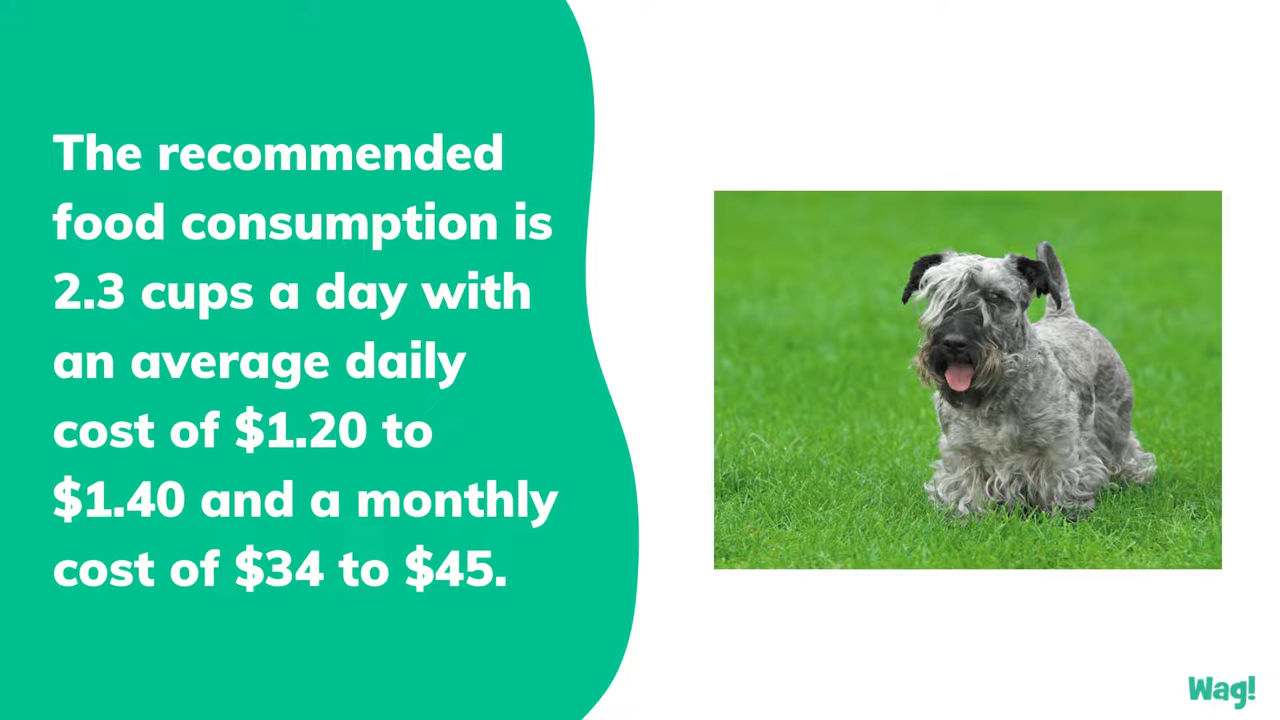 The recommended
food consumption is
2.3 cups a day with
an average daily
cost of $1.20 to
$1.40 and a monthly
cost of $34 to $45.
Wag!